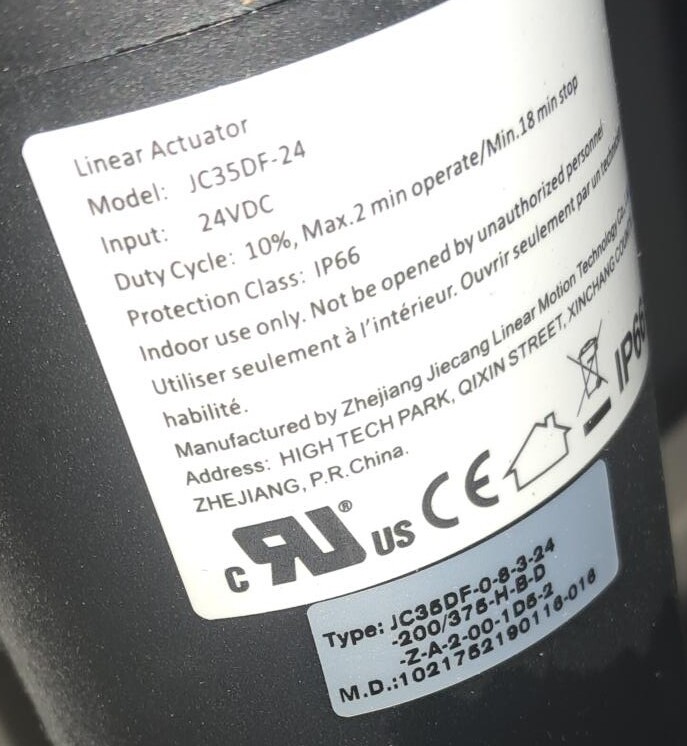 Linear Actuator
Model: JC35DF-24
Input: 24VDC
Duty Cycle: 10%, Max.2 min operate/Min.18 min stop
Protection Class: IP66
Indoor use only. Not be opened by unauthorized personnel
Utiliser seulement à l'intérieur. Ouvrir seulement par un
habilité.
Manufactured by Zhejiang Jiecang Linear Motion Technology Co.
Address: HIGH TECH PARK, QIXIN STREET, XINCHANG COUNTY
ZHEJIANG, P.R.China.
IP66
c RU® US CE
Type: JC35DF-0-8-3-24
-200/375-H-B-D
-Z-A-2-00-1D5-2
M.D.:1021752190116-016